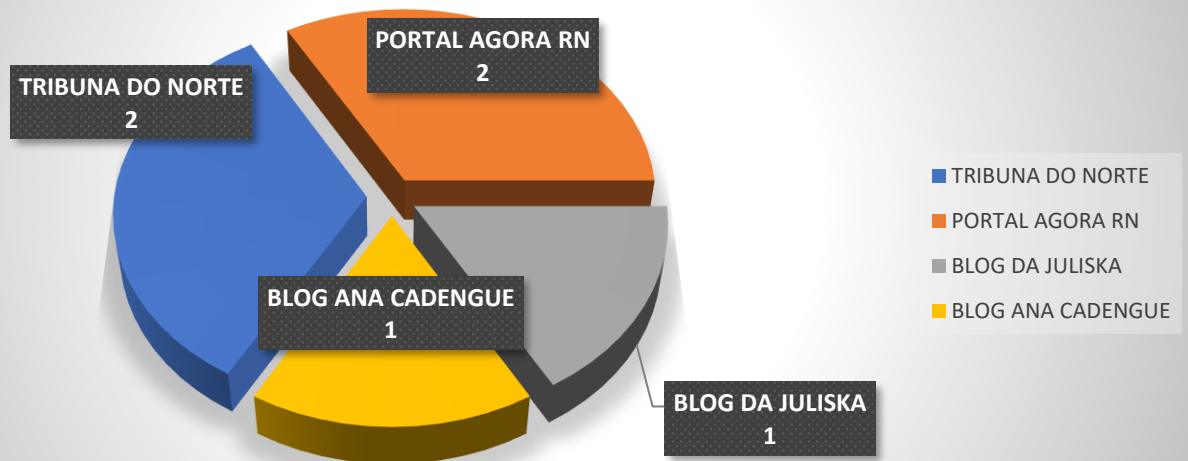 PORTAL AGORA RN
2
TRIBUNA DO NORTE
2
BLOG ANA CADENGUE
1
BLOG DA JULISKA
1
TRIBUNA DO NORTE
PORTAL AGORA RN
BLOG DA JULISKA
BLOG ANA CADENGUE